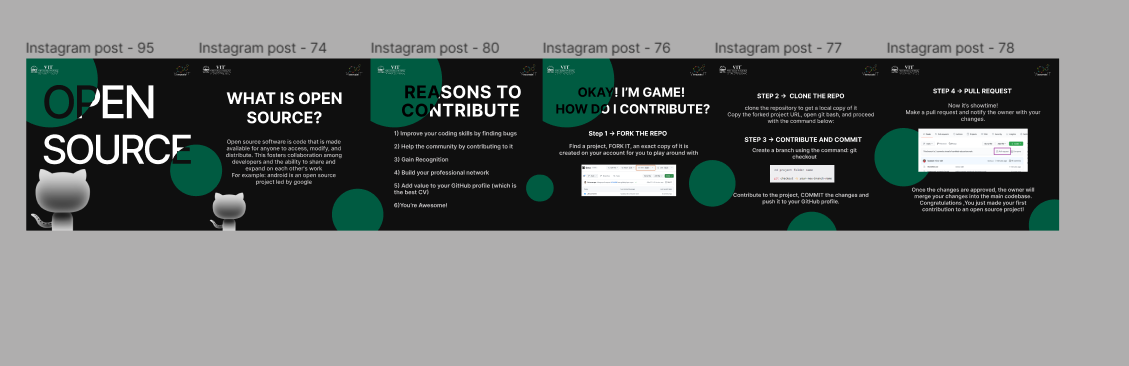 Instagram post - 95
Instagram post - 74
Instagram post - 80
Instagram post - 76
Instagram post - 77
Instagram post - 78
VIT
OPEN
SOURCE
VIT
WHAT IS OPEN
SOURCE?
Open source software is code that is made
available for anyone to access, modify, and
distribute. This fosters collaboration among
developers and the ability to share and
expand on each other's work
For example: android is an open source
project led by google
VIT
REASONS TO
CONTRIBUTE
1) Improve your coding skills by finding bugs
2) Help the community by contributing to it
3) Gain Recognition
4) Build your professional network
5) Add value to your GitHub profile (which is
the best CV)
6)You're Awesome!
VIT
OKAY! I'M GAME!
HOW DO I CONTRIBUTE?
Step 1 → FORK THE REPO
Find a project, FORK IT, an exact copy of it is
created on your account for you to play around with
VIT
STEP 2 → CLONE THE REPO
clone the repository to get a local copy of it
Copy the forked project URL, open git bash, and proceed
with the command below:
STEP 3 → CONTRIBUTE AND COMMIT
Create a branch using the command: git
checkout
Contribute to the project, COMMIT the changes and
push it to your GitHub profile.
VIT
STEP 4 → PULL REQUEST
Now it's showtime!
Make a pull request and notify the owner with your
changes.
Once the changes are approved, the owner will
merge your changes into the main codebase.
Congratulations ,You just made your first
contribution to an open source project!